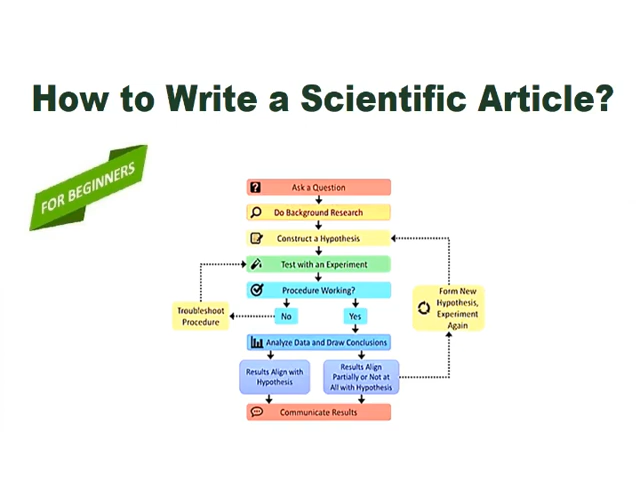 How to Write a Scientific Article?
FOR BEGINNERS
Ask a Question
Do Background Research
Construct a Hypothesis
Test with an Experiment
Procedure Working?
No
Yes
Troubleshoot
Procedure
Form New
Hypothesis,
Experiment
Again
Analyze Data and Draw Conclusions
Results Align with
Hypothesis
Results Align
Partially or Not at
All with Hypothesis
Communicate Results